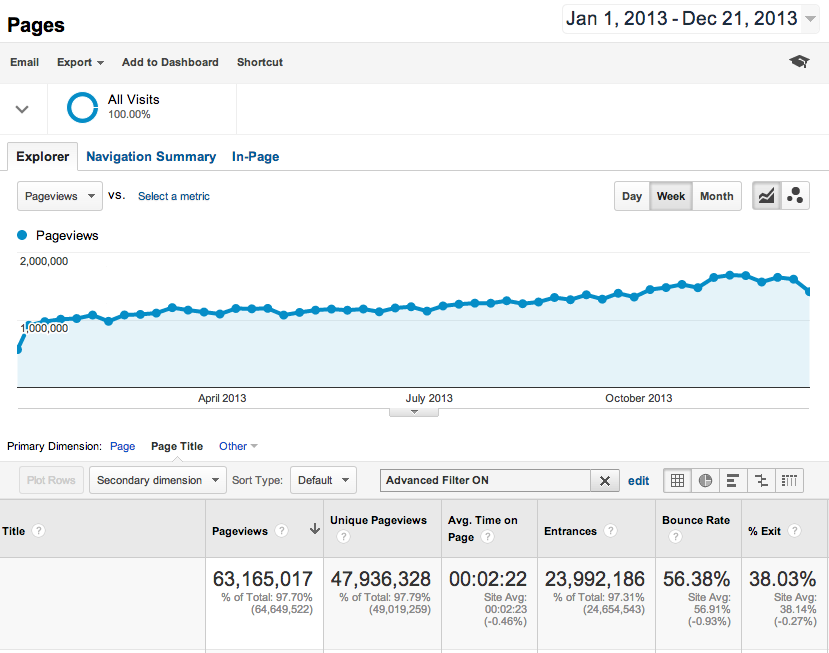 Pages
Jan 1, 2013 - Dec 21, 2013
Email Export Add to Dashboard Shortcut
All Visits
100.00%
Explorer Navigation Summary In-Page
Pageviews vs. Select a metric Day Week Month
Pageviews
2,000,000
1,000,000
April 2013 July 2013 October 2013
Primary Dimension: Page Page Title Other
Plot Rows Secondary dimension Sort Type: Default Advanced Filter ON edit
Title ? Pageviews ? Unique Pageviews ? Avg. Time on Page ? Entrances ? Bounce Rate ? % Exit ?
63,165,017 47,936,328 00:02:22 23,992,186 56.38% 38.03%
% of Total: 97.70% % of Total: 97.79% Site Avg: % of Total: 97.31% Site Avg: Site Avg:
(64,649,522) (49,019,259) 00:02:23 (24,654,543) 56.91% 38.14%
(-0.46%) (-0.93%) (-0.27%)